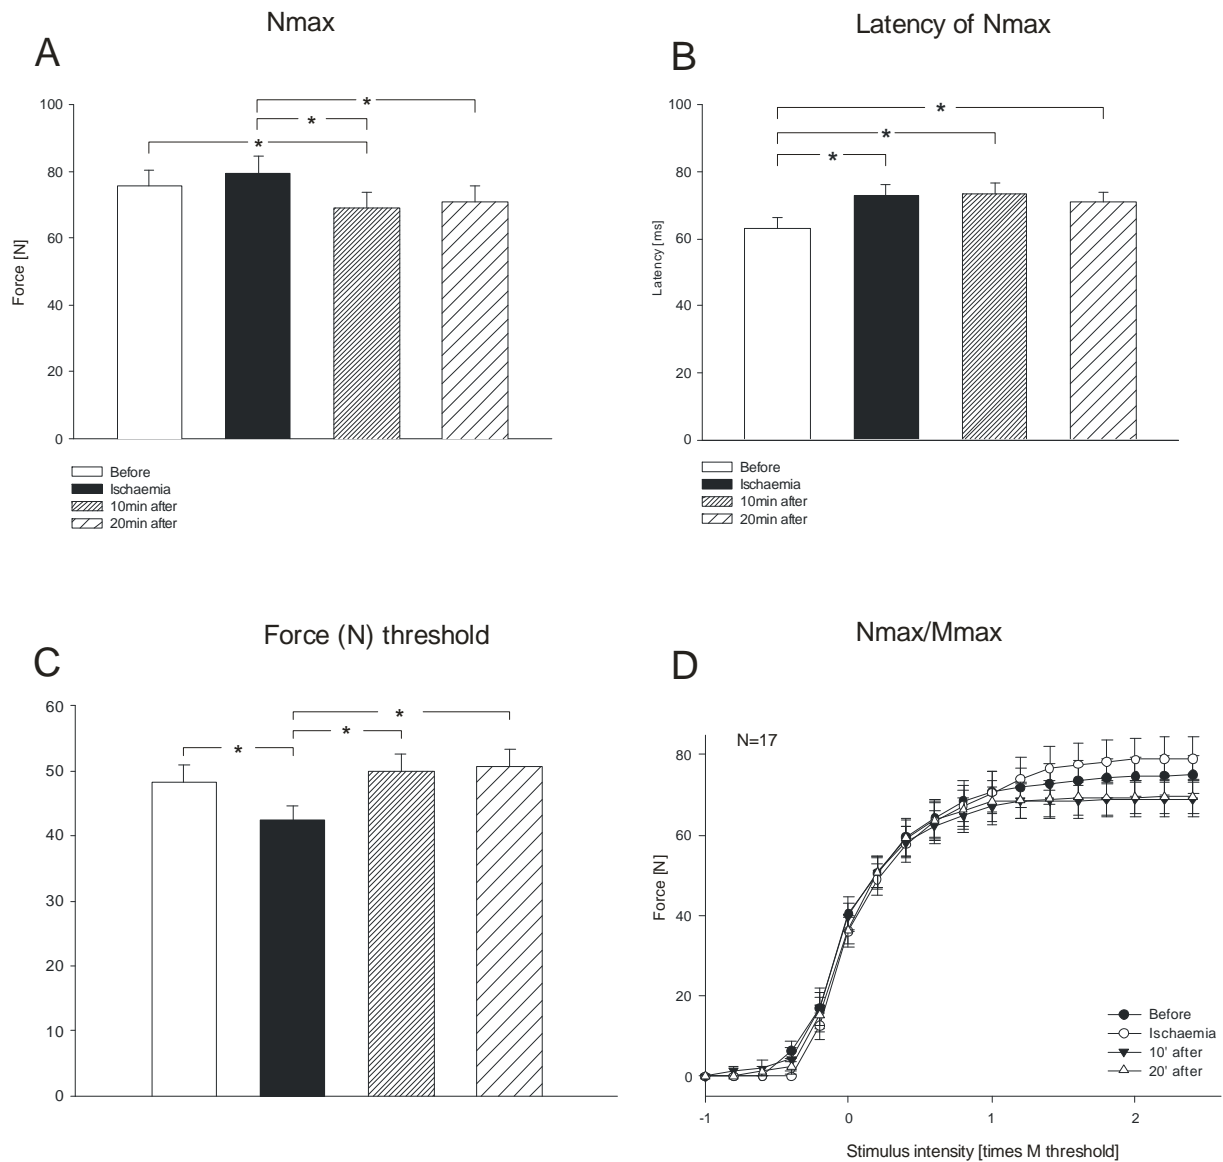 Nmax
A
Force [N]
100
80
60
40
20
0
*
*
*
Before
Ischaemia
10min after
20min after
Latency of Nmax
B
Latency [ms]
100
80
60
40
20
0
*
*
*
Before
Ischaemia
10min after
20min after
Force (N) threshold
C
60
50
40
30
20
10
0
*
*
*
Nmax/Mmax
D
N=17
Force [N]
80
60
40
20
0
-1 0 1 2
Stimulus intensity [times M threshold]
Before
Ischaemia
10' after
20' after